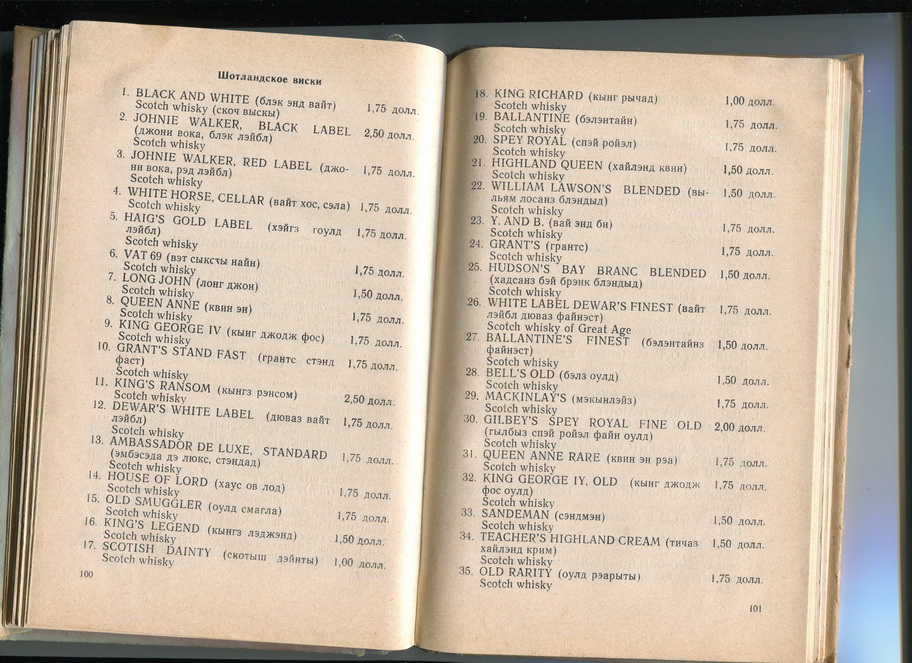 Шотландское виски
1. BLACK AND WHITE (блэк энд вайт) 1,75 долл.
Scotch whisky (скоч выскы)
2. JOHNIE WALKER, BLACK LABEL 2,50 долл.
(джони вока, блэк лэйбл)
Scotch whisky
3. JOHNIE WALKER, RED LABEL (джо- 1,75 долл.
ни вока, рэд лэйбл)
Scotch whisky
4. WHITE HORSE, CELLAR (вайт хос, сэла) 1,75 долл.
5. HAIG'S GOLD LABEL (хэйгз гоулд 1,75 долл.
лэйбл)
Scotch whisky
6. VAT 69 (вэт сыксчы найн)
Scotch whisky 1,75 долл.
7. LONG JOHN (лонг джон)
Scotch whisky 1,50 долл.
8. QUEEN ANNE (квин эн)
Scotch whisky 1,75 долл.
9. KING GEORGE IV (кынг джодж фос) 1,75 долл.
Scotch whisky
10. GRANT'S STAND FAST (грантс стэнд 1,75 долл.
фаст)
Scotch whisky
11. KING'S RANSOM (кынгз рэнсом)
Scotch whisky 2,50 долл.
12. DEWAR'S WHITE LABEL (дюваз вайт 1,75 долл.
лэйбл)
Scotch whisky
13. AMBASSADOR DE LUXE, STANDARD
(эмбэсэда дэ люкс, стэндад) 1,75 долл.
Scotch whisky
14. HOUSE OF LORD (хаус ов лод)
Scotch whisky 1,75 долл.
15. OLD SMUGGLER (оулд смагла)
Scotch whisky 1,75 долл.
16. KING'S LEGEND (кынгз лэджэнд)
Scotch whisky 1,50 долл.
17. SCOTISH DAINTY (скотыш дэйнты) 1,00 долл.
Scotch whisky
100
18. KING RICHARD (кынг рычад) 1,00 долл.
Scotch whisky
19. BALLANTINE (бэлэнтайн) 1,75 долл.
Scotch whisky
20. SPEY ROYAL (спэй ройэл) 1,75 долл.
Scotch whisky
21. HIGHLAND QUEEN (хайлэнд квин) 1,50 долл.
Scotch whisky
22. WILLIAM LAWSON'S BLENDED (вы- 1,50 долл.
льям лосанз блэндыд)
Scotch whisky
23. Y. AND B. (вай энд би) 1,75 долл.
Scotch whisky
24. GRANT'S (грантс) 1,75 долл.
Scotch whisky
25. HUDSON'S BAY BRANC BLENDED 1,50 долл.
(хадсанз бэй брэнк блэндыд)
Scotch whisky
26. WHITE LABEL DEWAR'S FINEST (вайт 1,75 долл.
лэйбл дюваз файнэст)
Scotch whisky of Great Age
27. BALLANTINE'S FINEST (бэлэнтайнз 1,50 долл.
файнэст)
Scotch whisky
28. BELL'S OLD (бэлз оулд) 1,50 долл.
Scotch whisky
29. MACKINLAY'S (мэкынлэйз) 1,75 долл.
Scotch whisky
30. GILBEY'S SPEY ROYAL FINE OLD 2,00 долл.
(гылбыз спэй ройэл файн оулд)
Scotch whisky
31. QUEEN ANNE RARE (квин эн рэа) 1,75 долл.
Scotch whisky
32. KING GEORGE IY, OLD (кынг джодж 1,75 долл.
фос оулд)
Scotch whisky
33. SANDEMAN (сэндмэн) 1,50 долл.
Scotch whisky
34. TEACHER'S HIGHLAND CREAM (тичаз 1,50 долл.
хайлэнд крим)
Scotch whisky
35. OLD RARITY (оулд рэарыты) 1,75 долл.
Scotch whisky
101